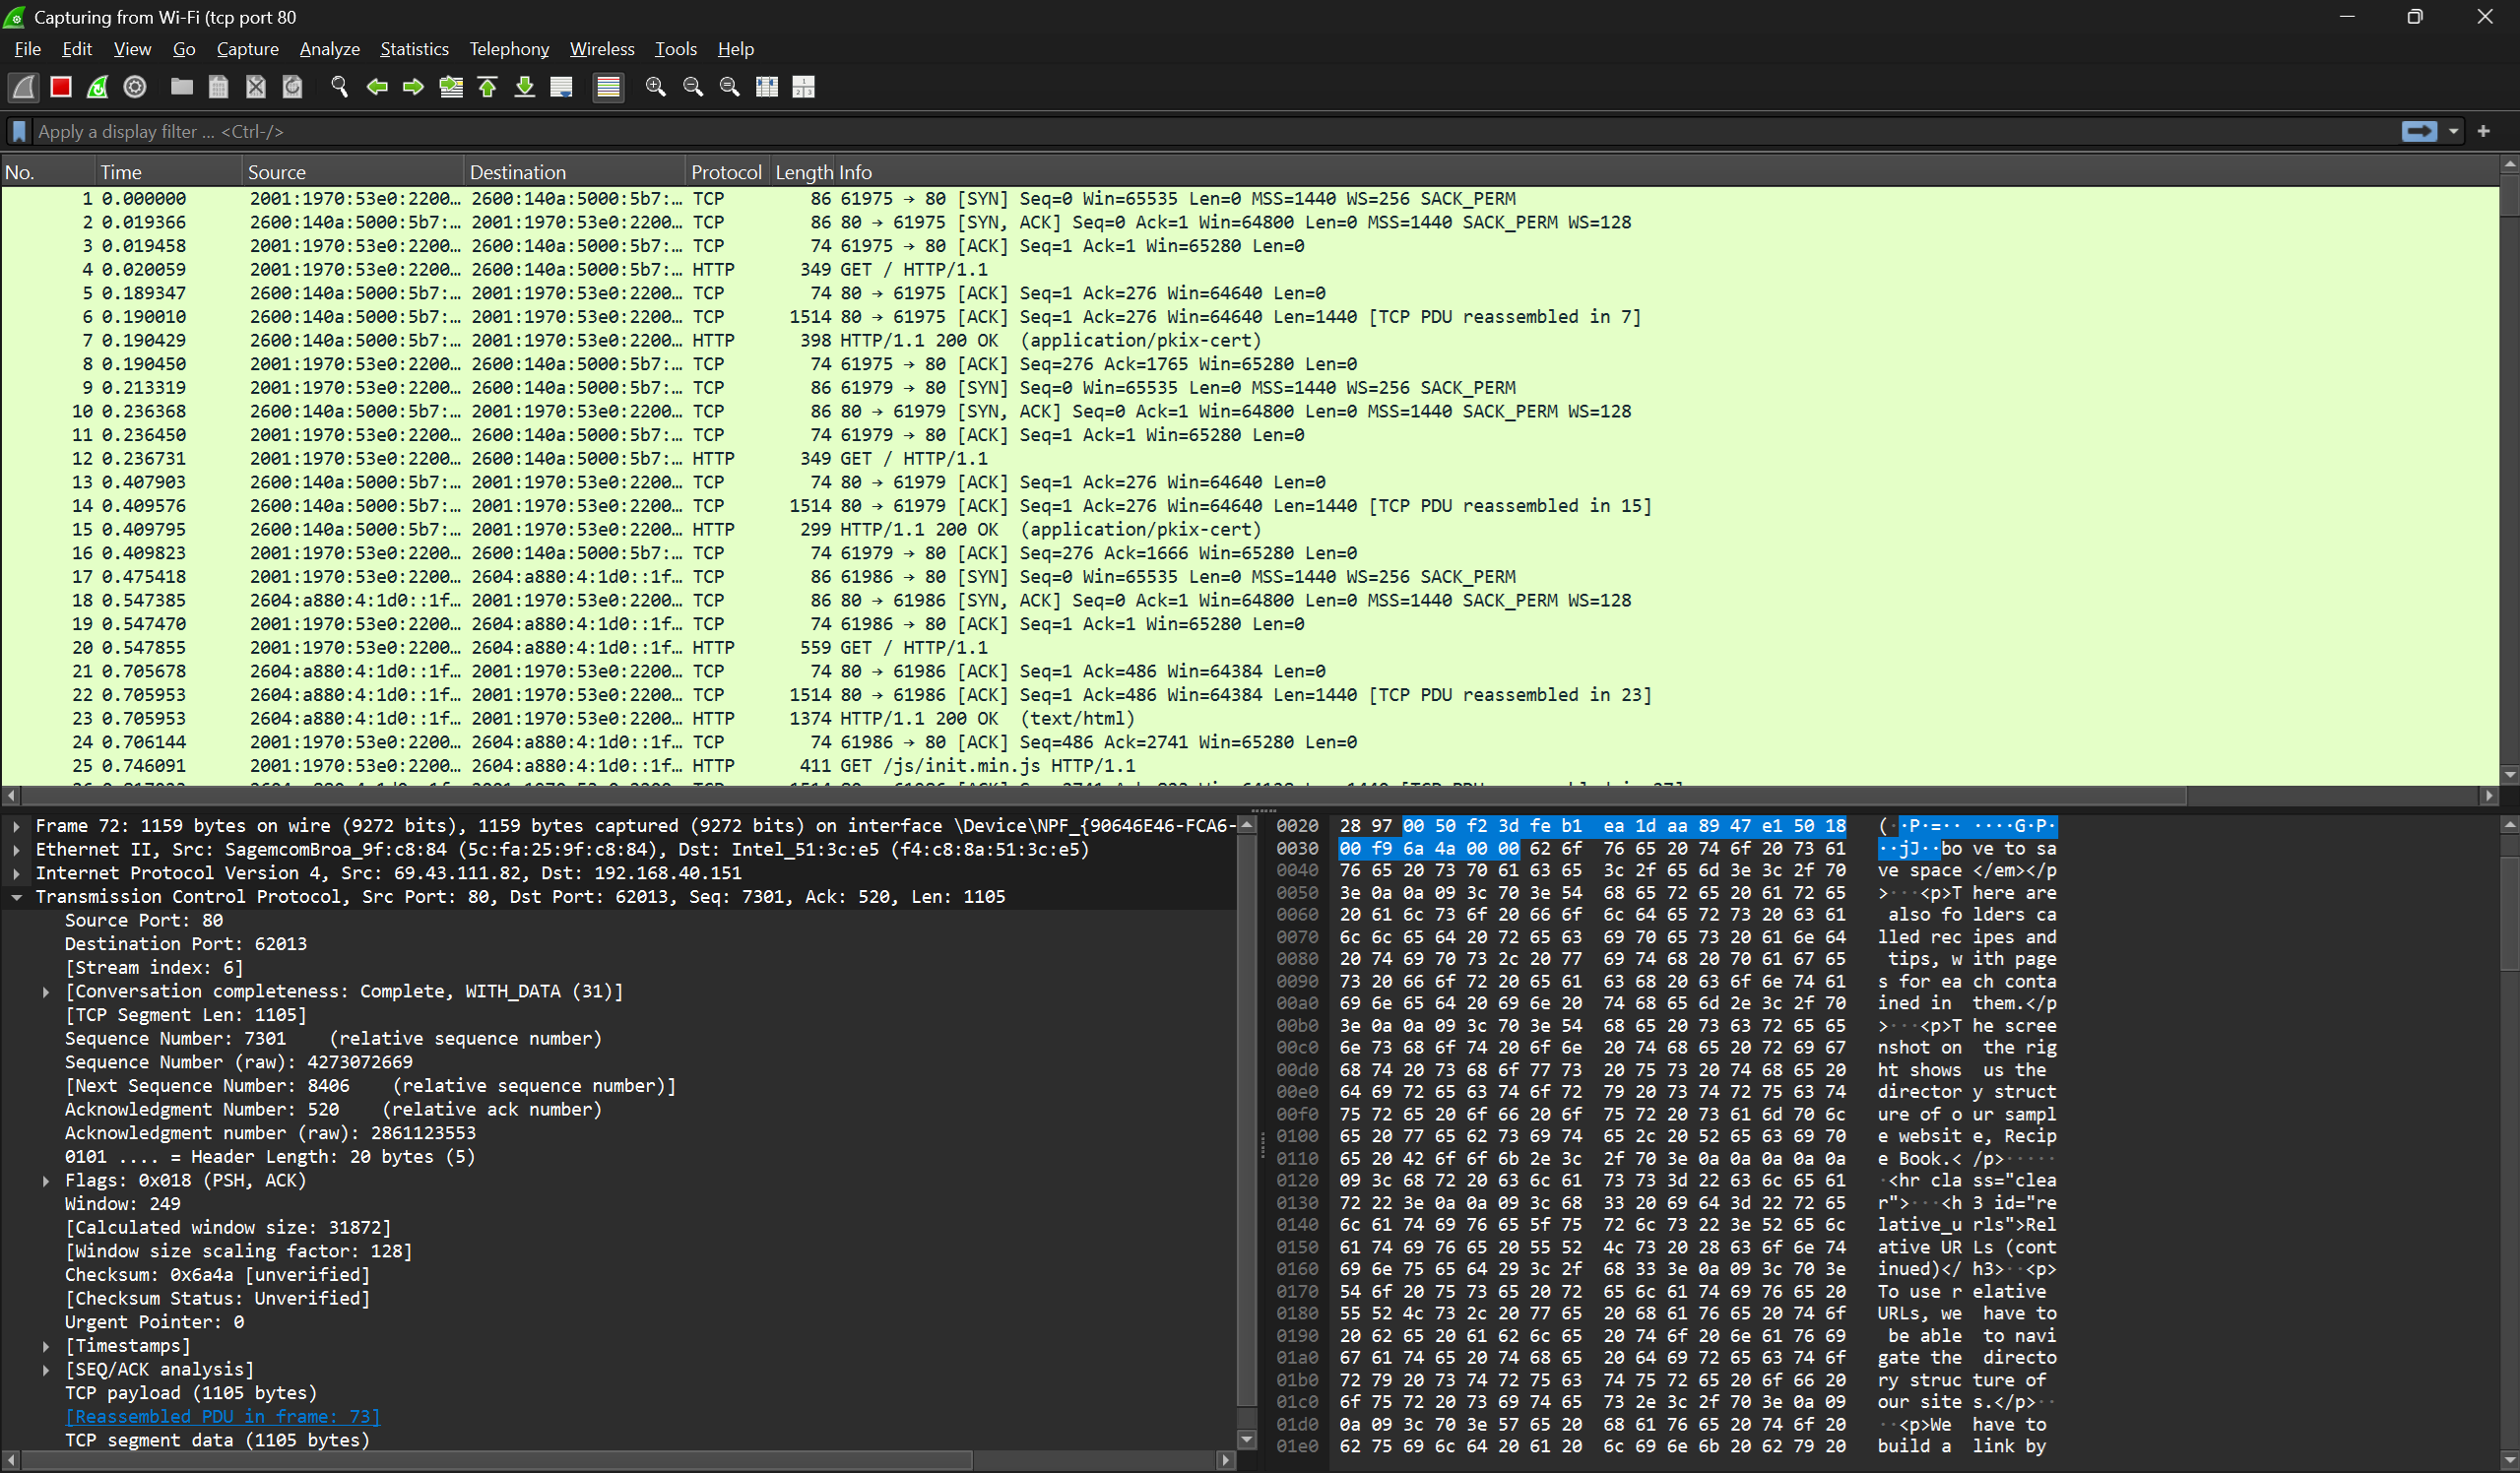 Capturing from Wi-Fi (tcp port 80
File Edit View Go Capture Analyze Statistics Telephony Wireless Tools Help
Apply a display filter ... <Ctrl-/>
No. Time Source Destination Protocol Length Info
1 0.000000 2001:1970:53e0:2200… 2600:140a:5000:5b7:… TCP 86 61975 → 80 [SYN] Seq=0 Win=65535 Len=0 MSS=1440 WS=256 SACK_PERM
2 0.019366 2600:140a:5000:5b7:… 2001:1970:53e0:2200… TCP 86 80 → 61975 [SYN, ACK] Seq=0 Ack=1 Win=64800 Len=0 MSS=1440 SACK_PERM WS=128
3 0.019458 2001:1970:53e0:2200… 2600:140a:5000:5b7:… TCP 74 61975 → 80 [ACK] Seq=1 Ack=1 Win=65280 Len=0
4 0.020059 2001:1970:53e0:2200… 2600:140a:5000:5b7:… HTTP 349 GET / HTTP/1.1
5 0.189347 2600:140a:5000:5b7:… 2001:1970:53e0:2200… TCP 74 80 → 61975 [ACK] Seq=1 Ack=276 Win=64640 Len=0
6 0.190010 2600:140a:5000:5b7:… 2001:1970:53e0:2200… TCP 1514 80 → 61975 [ACK] Seq=1 Ack=276 Win=64640 Len=1440 [TCP PDU reassembled in 7]
7 0.190429 2600:140a:5000:5b7:… 2001:1970:53e0:2200… HTTP 398 HTTP/1.1 200 OK (application/pkix-cert)
8 0.190450 2001:1970:53e0:2200… 2600:140a:5000:5b7:… TCP 74 61975 → 80 [ACK] Seq=276 Ack=1765 Win=65280 Len=0
9 0.213319 2001:1970:53e0:2200… 2600:140a:5000:5b7:… TCP 86 61979 → 80 [SYN] Seq=0 Win=65535 Len=0 MSS=1440 WS=256 SACK_PERM
10 0.236368 2600:140a:5000:5b7:… 2001:1970:53e0:2200… TCP 86 80 → 61979 [SYN, ACK] Seq=0 Ack=1 Win=64800 Len=0 MSS=1440 SACK_PERM WS=128
11 0.236450 2001:1970:53e0:2200… 2600:140a:5000:5b7:… TCP 74 61979 → 80 [ACK] Seq=1 Ack=1 Win=65280 Len=0
12 0.236731 2001:1970:53e0:2200… 2600:140a:5000:5b7:… HTTP 349 GET / HTTP/1.1
13 0.407903 2600:140a:5000:5b7:… 2001:1970:53e0:2200… TCP 74 80 → 61979 [ACK] Seq=1 Ack=276 Win=64640 Len=0
14 0.409576 2600:140a:5000:5b7:… 2001:1970:53e0:2200… TCP 1514 80 → 61979 [ACK] Seq=1 Ack=276 Win=64640 Len=1440 [TCP PDU reassembled in 15]
15 0.409795 2600:140a:5000:5b7:… 2001:1970:53e0:2200… HTTP 299 HTTP/1.1 200 OK (application/pkix-cert)
16 0.409823 2001:1970:53e0:2200… 2600:140a:5000:5b7:… TCP 74 61979 → 80 [ACK] Seq=276 Ack=1666 Win=65280 Len=0
17 0.475418 2001:1970:53e0:2200… 2604:a880:4:1d0::1f… TCP 86 61986 → 80 [SYN] Seq=0 Win=65535 Len=0 MSS=1440 WS=256 SACK_PERM
18 0.547385 2604:a880:4:1d0::1f… 2001:1970:53e0:2200… TCP 86 80 → 61986 [SYN, ACK] Seq=0 Ack=1 Win=64800 Len=0 MSS=1440 SACK_PERM WS=128
19 0.547470 2001:1970:53e0:2200… 2604:a880:4:1d0::1f… TCP 74 61986 → 80 [ACK] Seq=1 Ack=1 Win=65280 Len=0
20 0.547855 2001:1970:53e0:2200… 2604:a880:4:1d0::1f… HTTP 559 GET / HTTP/1.1
21 0.705678 2604:a880:4:1d0::1f… 2001:1970:53e0:2200… TCP 74 80 → 61986 [ACK] Seq=1 Ack=486 Win=64384 Len=0
22 0.705953 2604:a880:4:1d0::1f… 2001:1970:53e0:2200… TCP 1514 80 → 61986 [ACK] Seq=1 Ack=486 Win=64384 Len=1440 [TCP PDU reassembled in 23]
23 0.705953 2604:a880:4:1d0::1f… 2001:1970:53e0:2200… HTTP 1374 HTTP/1.1 200 OK (text/html)
24 0.706144 2001:1970:53e0:2200… 2604:a880:4:1d0::1f… TCP 74 61986 → 80 [ACK] Seq=486 Ack=2741 Win=65280 Len=0
25 0.746091 2001:1970:53e0:2200… 2604:a880:4:1d0::1f… HTTP 411 GET /js/init.min.js HTTP/1.1
Frame 72: 1159 bytes on wire (9272 bits), 1159 bytes captured (9272 bits) on interface \Device\NPF_{90646E46-FCA6-
Ethernet II, Src: SagemcomBroa_9f:c8:84 (5c:fa:25:9f:c8:84), Dst: Intel_51:3c:e5 (f4:c8:8a:51:3c:e5)
Internet Protocol Version 4, Src: 69.43.111.82, Dst: 192.168.40.151
Transmission Control Protocol, Src Port: 80, Dst Port: 62013, Seq: 7301, Ack: 520, Len: 1105
Source Port: 80
Destination Port: 62013
[Stream index: 6]
[Conversation completeness: Complete, WITH_DATA (31)]
[TCP Segment Len: 1105]
Sequence Number: 7301 (relative sequence number)
Sequence Number (raw): 4273072669
[Next Sequence Number: 8406 (relative sequence number)]
Acknowledgment Number: 520 (relative ack number)
Acknowledgment number (raw): 2861123553
0101 .... = Header Length: 20 bytes (5)
Flags: 0x018 (PSH, ACK)
Window: 249
[Calculated window size: 31872]
[Window size scaling factor: 128]
Checksum: 0x6a4a [unverified]
[Checksum Status: Unverified]
Urgent Pointer: 0
[Timestamps]
[SEQ/ACK analysis]
TCP payload (1105 bytes)
[Reassembled PDU in frame: 73]
TCP segment data (1105 bytes)
0020 28 97 00 50 f2 3d fe b1 ea 1d aa 89 47 e1 50 18 (··P·=·· ····G·P·
0030 00 f9 6a 4a 00 00 62 6f 76 65 20 74 6f 20 73 61 ··jJ··bo ve to sa
0040 76 65 20 73 70 61 63 65 3c 2f 65 6d 3e 3c 2f 70 ve space </em></p
0050 3e 0a 0a 09 3c 70 3e 54 68 65 72 65 20 61 72 65 >···<p>T here are
0060 20 61 6c 73 6f 20 66 6f 6c 64 65 72 73 20 63 61 also fo lders ca
0070 6c 6c 65 64 20 72 65 63 69 70 65 73 20 61 6e 64 lled rec ipes and
0080 20 74 69 70 73 2c 20 77 69 74 68 20 70 61 67 65 tips, w ith page
0090 73 20 66 6f 72 20 65 61 63 68 20 63 6f 6e 74 61 s for ea ch conta
00a0 69 6e 65 64 20 69 6e 20 74 68 65 6d 2e 3c 2f 70 ined in them.</p
00b0 3e 0a 0a 09 3c 70 3e 54 68 65 20 73 63 72 65 65 >···<p>T he scree
00c0 6e 73 68 6f 74 20 6f 6e 20 74 68 65 20 72 69 67 nshot on the rig
00d0 68 74 20 73 68 6f 77 73 20 75 73 20 74 68 65 20 ht shows us the
00e0 64 69 72 65 63 74 6f 72 79 20 73 74 72 75 63 74 director y struct
00f0 75 72 65 20 6f 66 20 6f 75 72 20 73 61 6d 70 6c ure of o ur sampl
0100 65 20 77 65 62 73 69 74 65 2c 20 52 65 63 69 70 e websit e, Recip
0110 65 20 42 6f 6f 6b 2e 3c 2f 70 3e 0a 0a 0a 0a 0a e Book.< /p>·····
0120 09 3c 68 72 20 63 6c 61 73 73 3d 22 63 6c 65 61 ·<hr cla ss="clea
0130 72 22 3e 0a 0a 09 3c 68 33 20 69 64 3d 22 72 65 r">···<h 3 id="re
0140 6c 61 74 69 76 65 5f 75 72 6c 73 22 3e 52 65 6c lative_u rls">Rel
0150 61 74 69 76 65 20 55 52 4c 73 20 28 63 6f 6e 74 ative UR Ls (cont
0160 69 6e 75 65 64 29 3c 2f 68 33 3e 0a 09 3c 70 3e inued)</ h3>··<p>
0170 54 6f 20 75 73 65 20 72 65 6c 61 74 69 76 65 20 To use r elative
0180 55 52 4c 73 2c 20 77 65 20 68 61 76 65 20 74 6f URLs, we have to
0190 20 62 65 20 61 62 6c 65 20 74 6f 20 6e 61 76 69 be able to navi
01a0 67 61 74 65 20 74 68 65 20 64 69 72 65 63 74 6f gate the directo
01b0 72 79 20 73 74 72 75 63 74 75 72 65 20 6f 66 20 ry struc ture of
01c0 6f 75 72 20 73 69 74 65 73 2e 3c 2f 70 3e 0a 09 our site s.</p>··
01d0 0a 09 3c 70 3e 57 65 20 68 61 76 65 20 74 6f 20 ··<p>We have to
01e0 62 75 69 6c 64 20 61 20 6c 69 6e 6b 20 62 79 20 build a link by